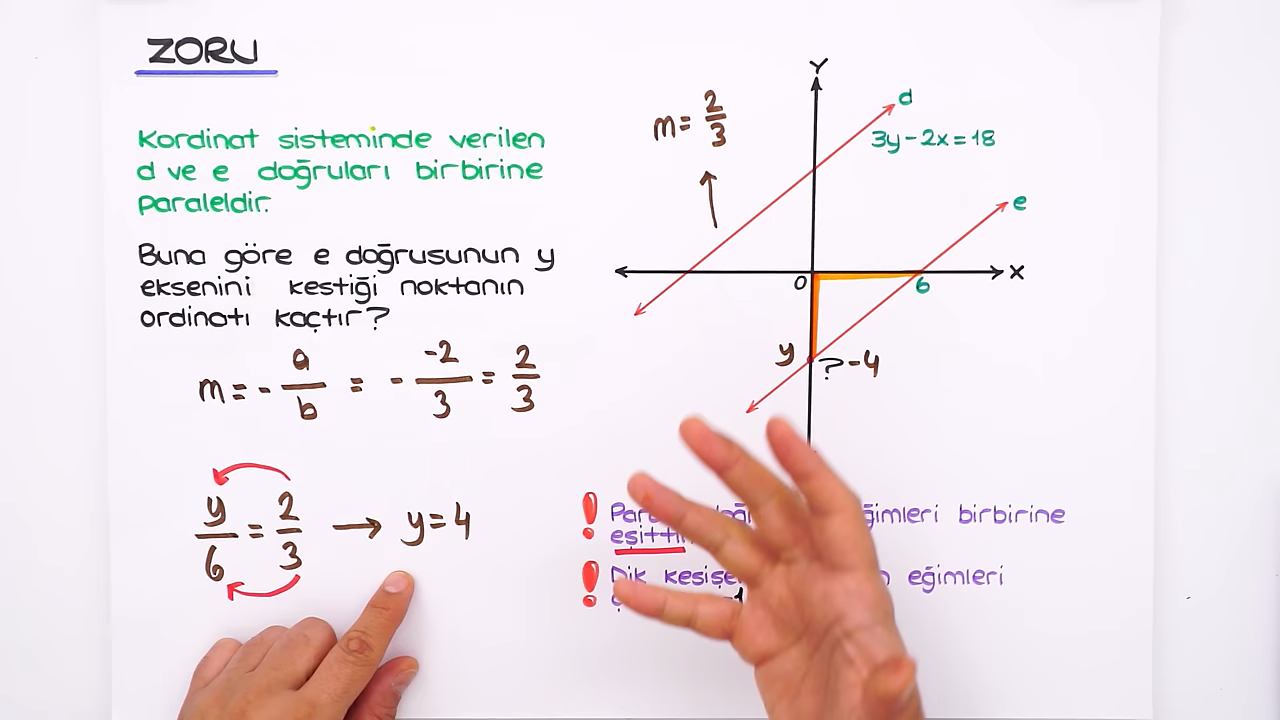 ZORU
Kordinat sisteminde verilen
d ve e doğruları birbirine
paraleldir.
Buna göre e doğrusunun y
eksenini kestiği noktanın
ordinatı kaçtır?
m = - a/b = - -2/3 = 2/3
y/6 = 2/3 → y=4
m = 2/3
Y
d
3y-2x=18
e
X
0
6
y
? -4
! birbirine
eşittir
! Dik eğimleri